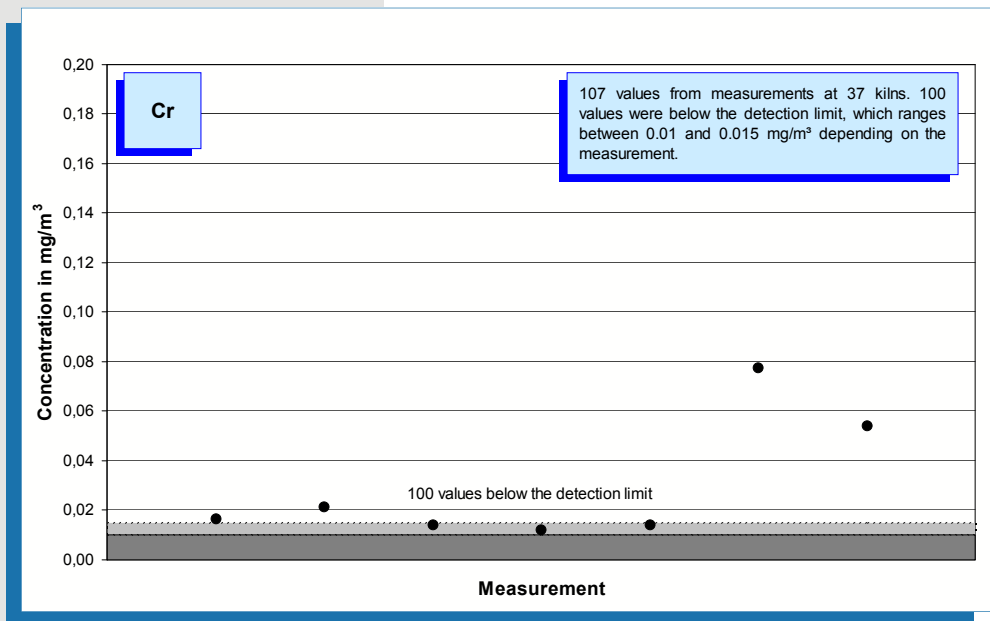 0,20
0,18
0,16
0,14
0,12
0,10
0,08
0,06
0,04
0,02
0,00
Concentration in mg/m³
Cr
107 values from measurements at 37 kilns. 100
values were below the detection limit, which ranges
between 0.01 and 0.015 mg/m³ depending on the
measurement.
100 values below the detection limit
Measurement